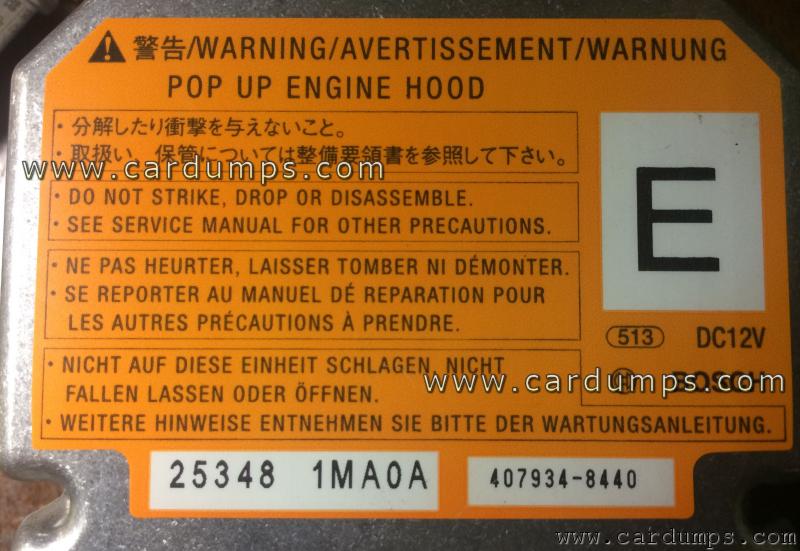 警告/WARNING/AVERTISSEMENT/WARNUNG
POP UP ENGINE HOOD
・分解したり衝撃を与えないこと。
・取扱い、保管については整備要領書を参照して下さい。
www.cardumps.com
・DO NOT STRIKE, DROP OR DISASSEMBLE.
・SEE SERVICE MANUAL FOR OTHER PRECAUTIONS.
E
・NE PAS HEURTER, LAISSER TOMBER NI DÉMONTER.
・SE REPORTER AU MANUEL DÉ REPARATION POUR
LES AUTRES PRÉCAUTIONS À PRENDRE.
513 DC12V
・NICHT AUF DIESE EINHEIT SCHLAGEN, NICHT
FALLEN LASSEN ODER ÖFFNEN.
www.cardumps.com
BOSCH
・WEITERE HINWEISE ENTNEHMEN SIE BITTE DER WARTUNGSANLEITUNG.
25348 1MA0A
407934-8440
www.cardumps.com